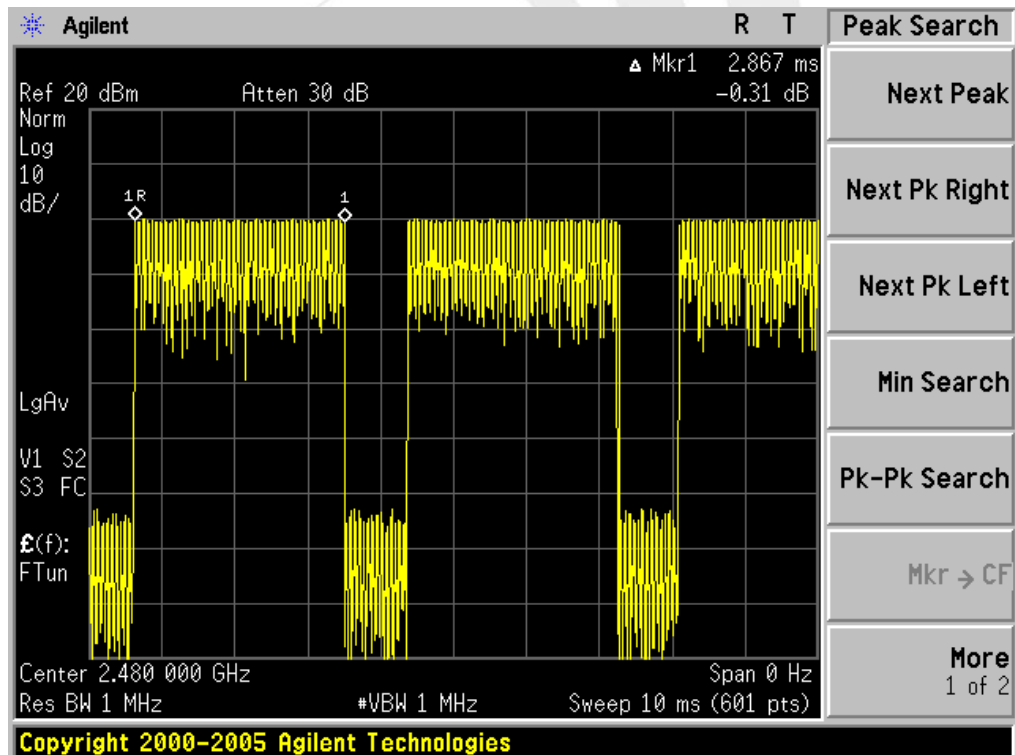 Agilent R T Peak Search
Δ Mkr1 2.867 ms
Ref 20 dBm Atten 30 dB -0.31 dB
Norm
Log
10
dB/
1R
1
LgAv
V1 S2
S3 FC
£(f):
FTun
Center 2.480 000 GHz Span 0 Hz
Res BW 1 MHz #VBW 1 MHz Sweep 10 ms (601 pts)
Copyright 2000-2005 Agilent Technologies
Next Peak
Next Pk Right
Next Pk Left
Min Search
Pk-Pk Search
Mkr → CF
More
1 of 2